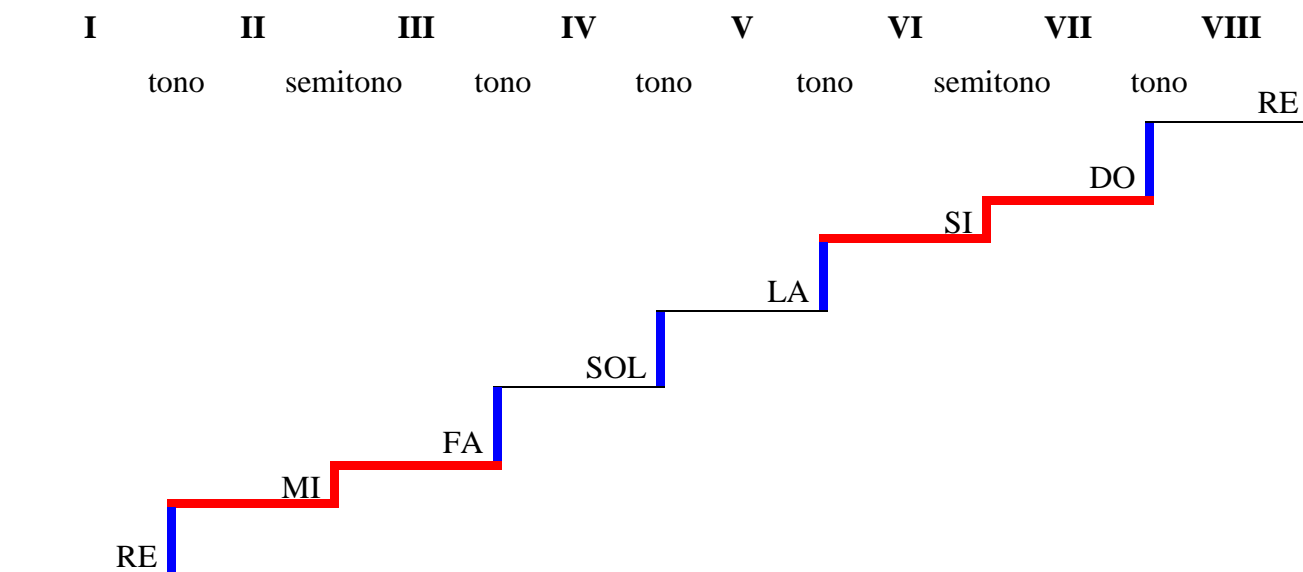 I II III IV V VI VII VIII
tono semitono tono tono tono semitono tono
RE
DO
SI
LA
SOL
FA
MI
RE